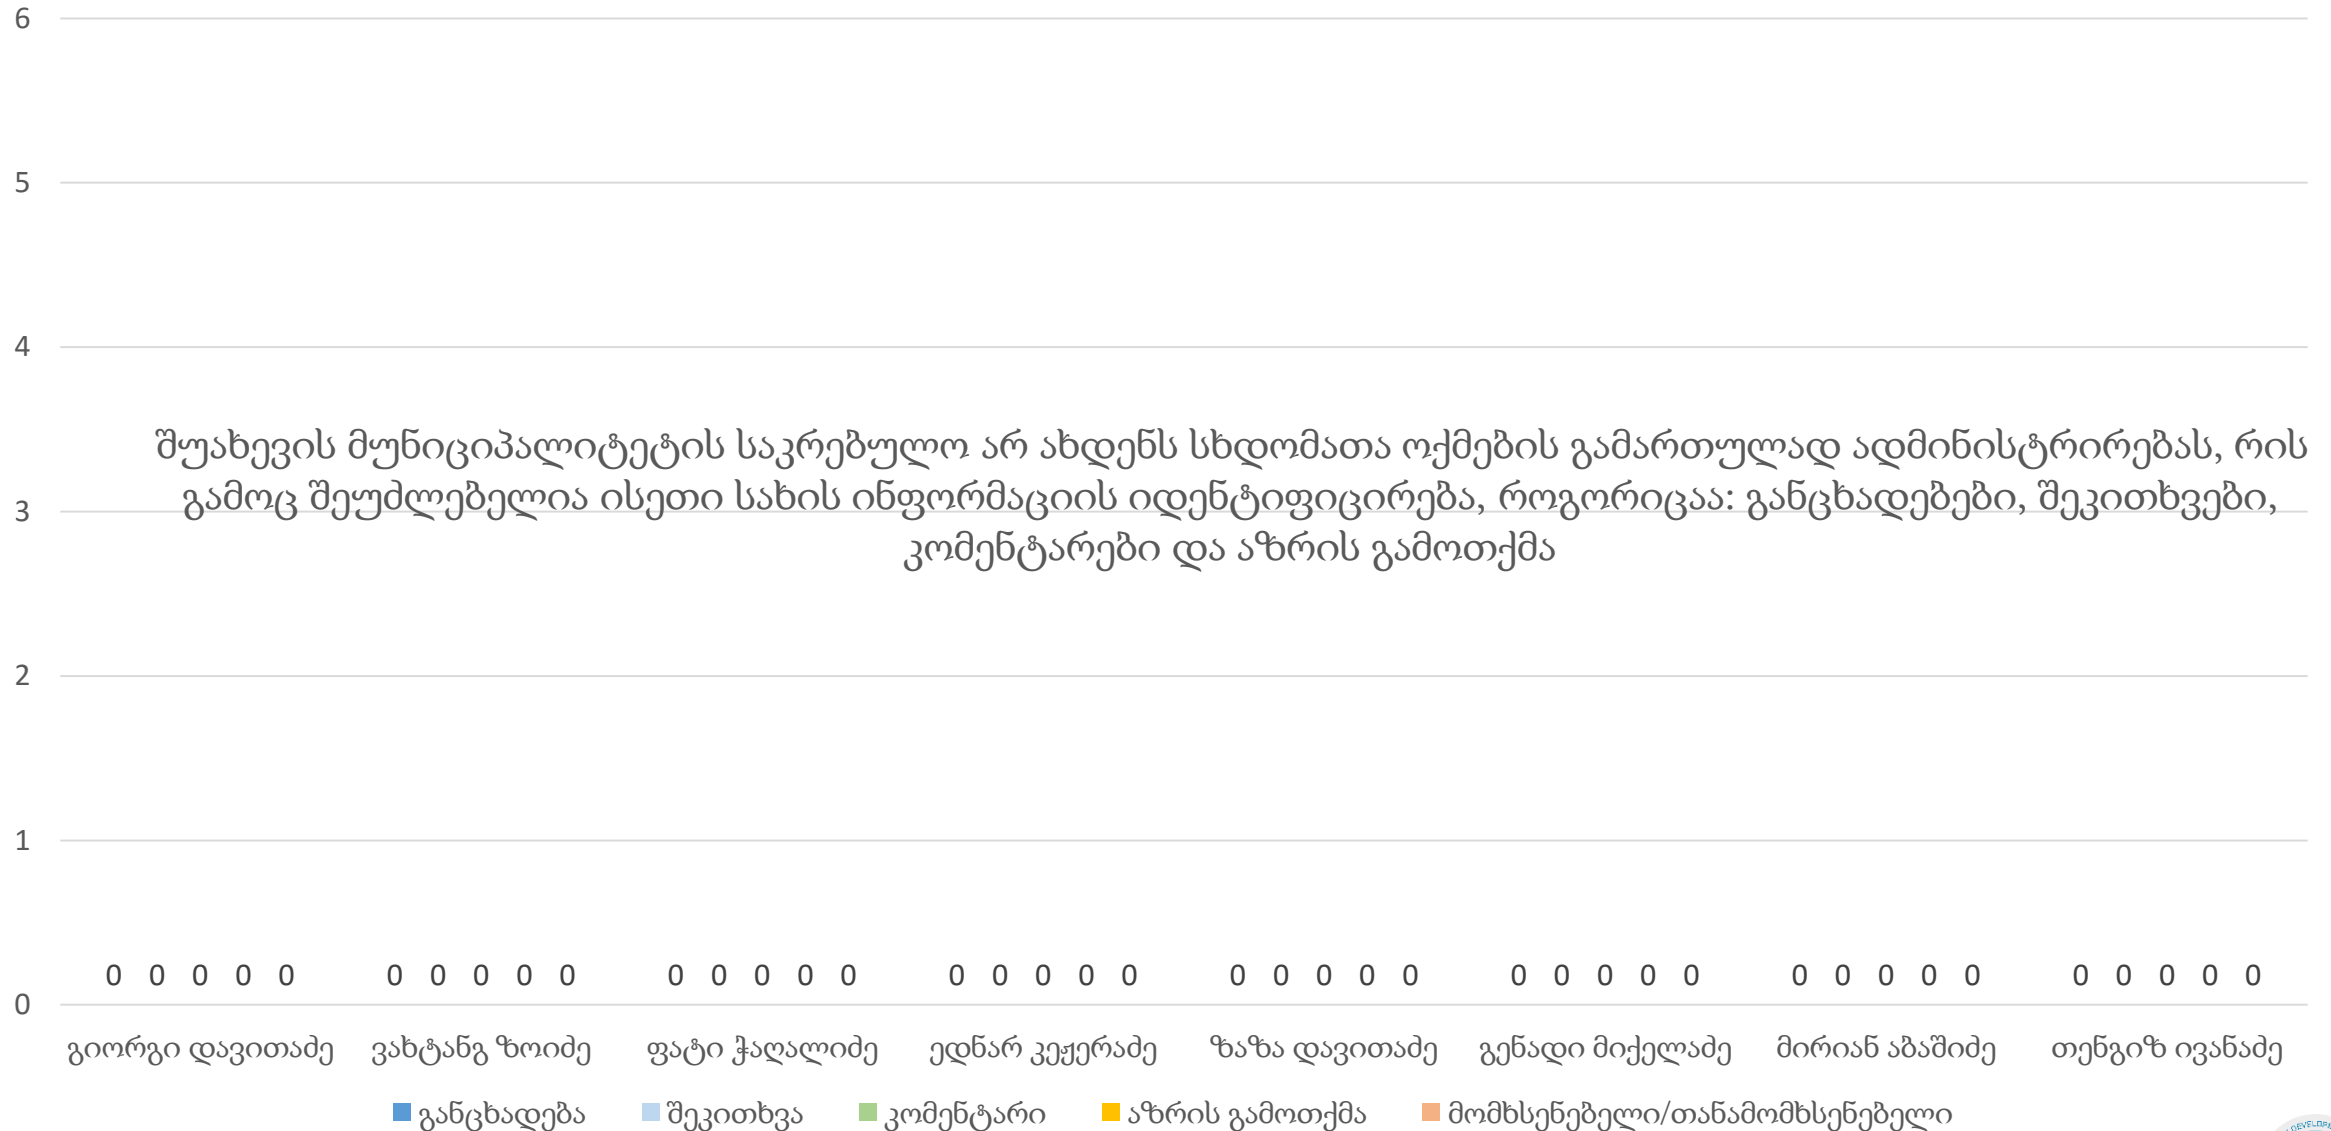 6
5
4
შუახევის მუნიციპალიტეტის საკრებულო არ ახდენს სხდომათა ოქმების გამართულად ადმინისტრირებას, რის
3 გამოც შეუძლებელია ისეთი სახის ინფორმაციის იდენტიფიცირება, როგორიცაა: განცხადებები, შეკითხვები,
კომენტარები და აზრის გამოთქმა
2
1
0 0 0 0 0 0 0 0 0 0 0 0 0 0 0 0 0 0 0 0 0 0 0 0 0 0 0 0 0 0 0 0 0 0 0 0 0 0 0 0
0
გიორგი დავითაძე ვახტანგ ზოიძე ფატი ჭაღალიძე ედნარ კეჟერაძე ზაზა დავითაძე გენადი მიქელაძე მირიან აბაშიძე თენგიზ ივანაძე
განცხადება შეკითხვა კომენტარი აზრის გამოთქმა მომხსენებელი/თანამომხსენებელი